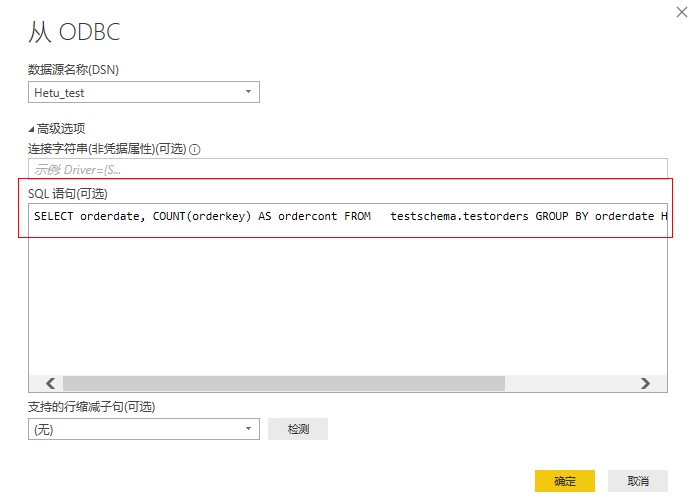 从 ODBC
数据源名称(DSN)
Hetu_test
高级选项
连接字符串(非凭据属性)(可选)
示例: Driver={S...
SQL 语句(可选)
SELECT orderdate, COUNT(orderkey) AS ordercont FROM   testschema.testorders GROUP BY orderdate H
支持的行缩减子句(可选)
(无) 检测
确定 取消